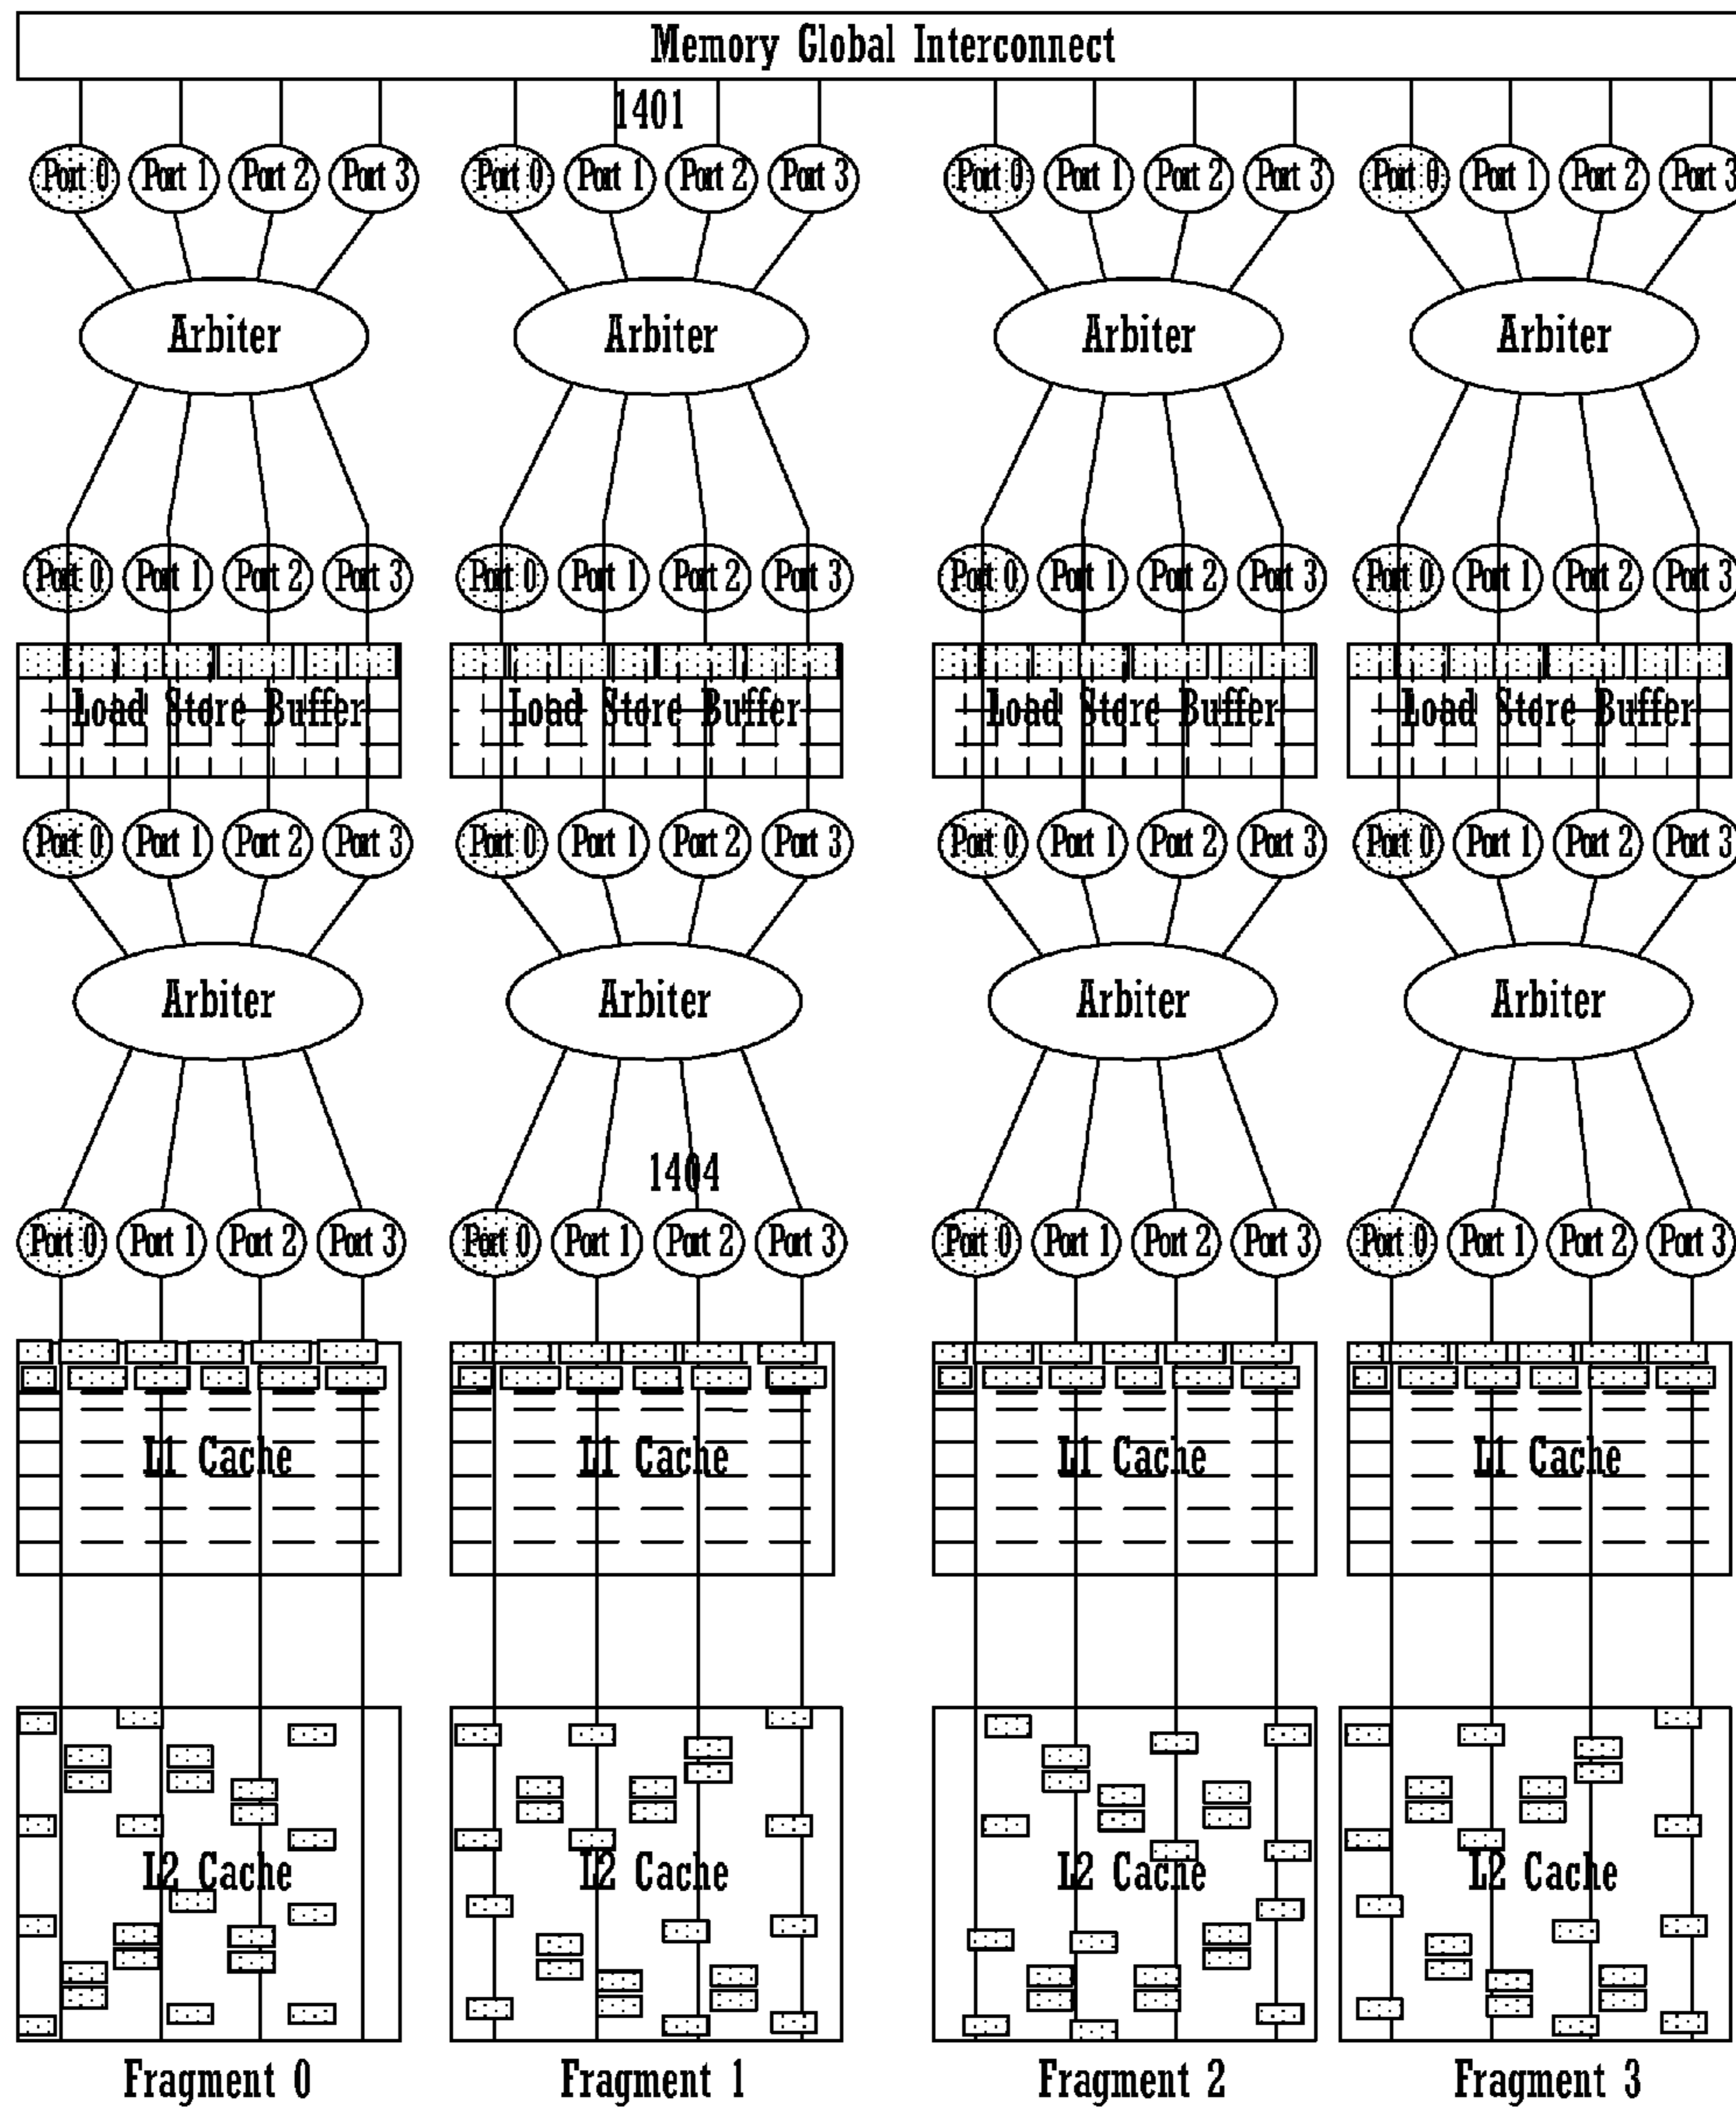 Memory Global Interconnect
1401
Port 0 Port 1 Port 2 Port 3 Port 0 Port 1 Port 2 Port 3 Port 0 Port 1 Port 2 Port 3 Port 0 Port 1 Port 2 Port 3
Arbiter Arbiter Arbiter Arbiter
Port 0 Port 1 Port 2 Port 3 Port 0 Port 1 Port 2 Port 3 Port 0 Port 1 Port 2 Port 3 Port 0 Port 1 Port 2 Port 3
Load Store Buffer Load Store Buffer Load Store Buffer Load Store Buffer
Port 0 Port 1 Port 2 Port 3 Port 0 Port 1 Port 2 Port 3 Port 0 Port 1 Port 2 Port 3 Port 0 Port 1 Port 2 Port 3
Arbiter Arbiter Arbiter Arbiter
1404
Port 0 Port 1 Port 2 Port 3 Port 0 Port 1 Port 2 Port 3 Port 0 Port 1 Port 2 Port 3 Port 0 Port 1 Port 2 Port 3
L1 Cache L1 Cache L1 Cache L1 Cache
L2 Cache L2 Cache L2 Cache L2 Cache
Fragment 0 Fragment 1 Fragment 2 Fragment 3